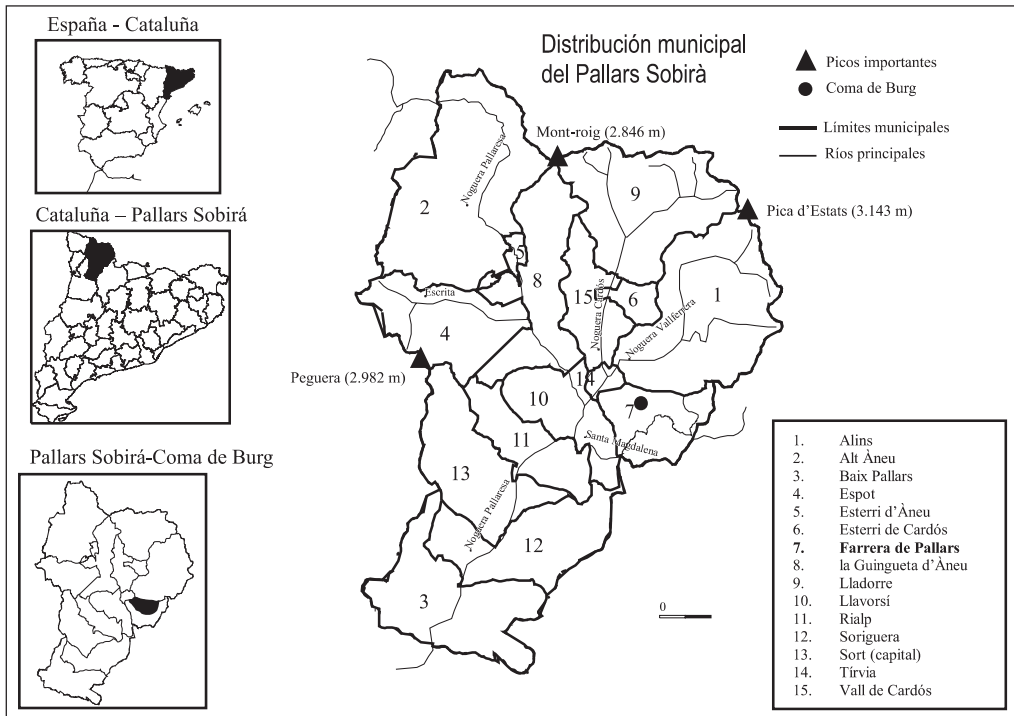 España - Cataluña
Cataluña – Pallars Sobirá
Pallars Sobirá-Coma de Burg
Distribución municipal
del Pallars Sobirà
Picos importantes
Coma de Burg
Límites municipales
Ríos principales
Mont-roig (2.846 m)
Pica d'Estats (3.143 m)
Peguera (2.982 m)
Noguera Pallaresa
2
9
5
8
15
Noguera Cardós
6
1
Noguera Vallferrera
Escrita
4
14
10
7
11
Santa Magdalena
13
Noguera Pallaresa
12
3
0
1. Alins
2. Alt Àneu
3. Baix Pallars
4. Espot
5. Esterri d'Àneu
6. Esterri de Cardós
7. Farrera de Pallars
8. la Guingueta d'Àneu
9. Lladorre
10. Llavorsí
11. Rialp
12. Soriguera
13. Sort (capital)
14. Tírvia
15. Vall de Cardós